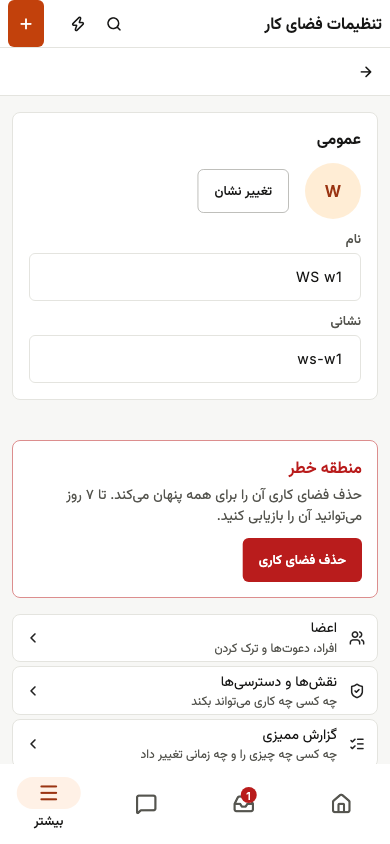 تنظیمات فضای کار
عمومی
W
تغییر نشان
نام
WS w1
نشانی
ws-w1
منطقه خطر
حذف فضای کاری آن را برای همه پنهان می‌کند. تا ۷ روز
می‌توانید آن را بازیابی کنید.
حذف فضای کاری
اعضا
افراد، دعوت‌ها و ترک کردن
نقش‌ها و دسترسی‌ها
چه کسی چه کاری می‌تواند بکند
گزارش ممیزی
چه کسی چه چیزی را و چه زمانی تغییر داد
1
بیشتر